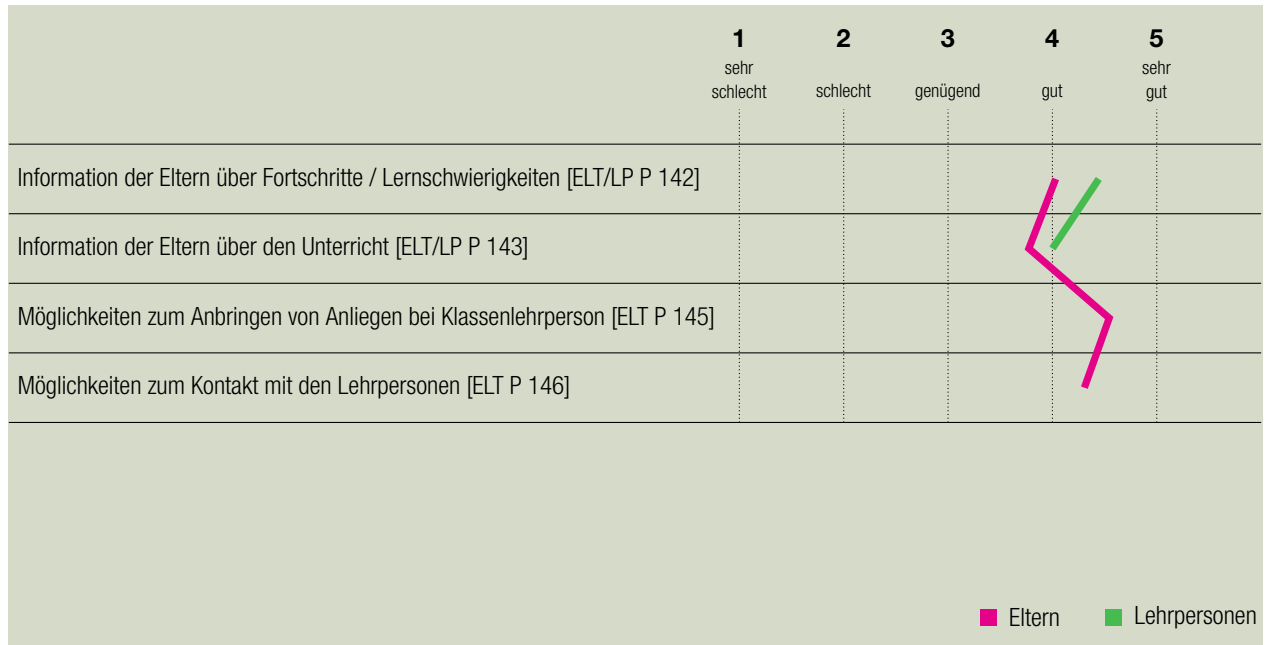 1 2 3 4 5
sehr schlecht schlecht genügend gut sehr gut
Information der Eltern über Fortschritte / Lernschwierigkeiten [ELT/LP P 142]
Information der Eltern über den Unterricht [ELT/LP P 143]
Möglichkeiten zum Anbringen von Anliegen bei Klassenlehrperson [ELT P 145]
Möglichkeiten zum Kontakt mit den Lehrpersonen [ELT P 146]
Eltern Lehrpersonen